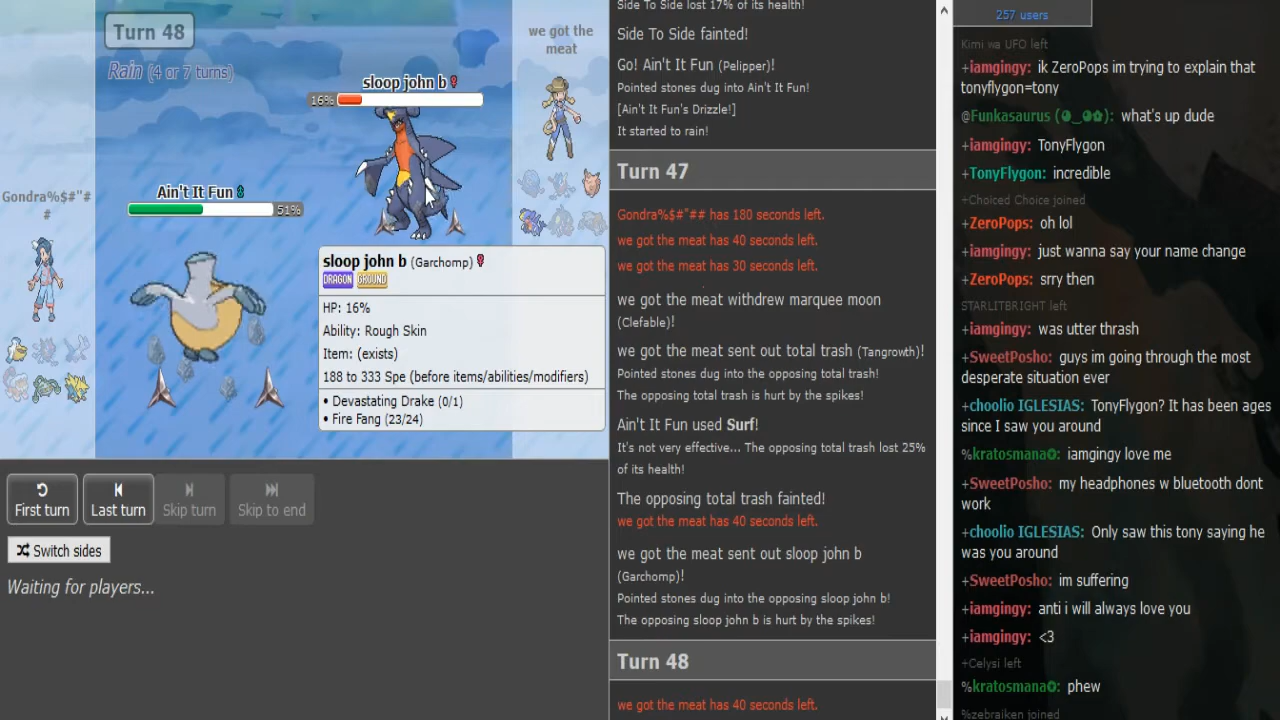 Turn 48
Rain (4 or 7 turns)
we got the
meat
sloop john b
16%
Gondra%$#"#
#
Ain't It Fun
51%
sloop john b (Garchomp)
DRAGON GROUND
HP: 16%
Ability: Rough Skin
Item: (exists)
188 to 333 Spe (before items/abilities/modifiers)
• Devastating Drake (0/1)
• Fire Fang (23/24)
First turn
Last turn
Skip turn
Skip to end
Switch sides
Waiting for players...
Side To Side lost 17% of its health!
Side To Side fainted!
Go! Ain't It Fun (Pelipper)!
Pointed stones dug into Ain't It Fun!
[Ain't It Fun's Drizzle!]
It started to rain!
Turn 47
Gondra%$#"## has 180 seconds left.
we got the meat has 40 seconds left.
we got the meat has 30 seconds left.
we got the meat withdrew marquee moon
(Clefable)!
we got the meat sent out total trash (Tangrowth)!
Pointed stones dug into the opposing total trash!
The opposing total trash is hurt by the spikes!
Ain't It Fun used Surf!
It's not very effective... The opposing total trash lost 25%
of its health!
The opposing total trash fainted!
we got the meat has 40 seconds left.
we got the meat sent out sloop john b
(Garchomp)!
Pointed stones dug into the opposing sloop john b!
The opposing sloop john b is hurt by the spikes!
Turn 48
we got the meat has 40 seconds left.
257 users
Kimi wa UFO left
+iamgingy: ik ZeroPops im trying to explain that
tonyflygon=tony
@Funkasaurus (◕‿◕✿): what's up dude
+iamgingy: TonyFlygon
+TonyFlygon: incredible
+Choiced Choice joined
+ZeroPops: oh lol
+iamgingy: just wanna say your name change
+ZeroPops: srry then
STARLITBRIGHT left
+iamgingy: was utter thrash
+SweetPosho: guys im going through the most
desperate situation ever
+choolio IGLESIAS: TonyFlygon? It has been ages
since I saw you around
%kratosmana✪: iamgingy love me
+SweetPosho: my headphones w bluetooth dont
work
+choolio IGLESIAS: Only saw this tony saying he
was you around
+SweetPosho: im suffering
+iamgingy: anti i will always love you
+iamgingy: <3
+Celysi left
%kratosmana✪: phew
%zebraiken joined